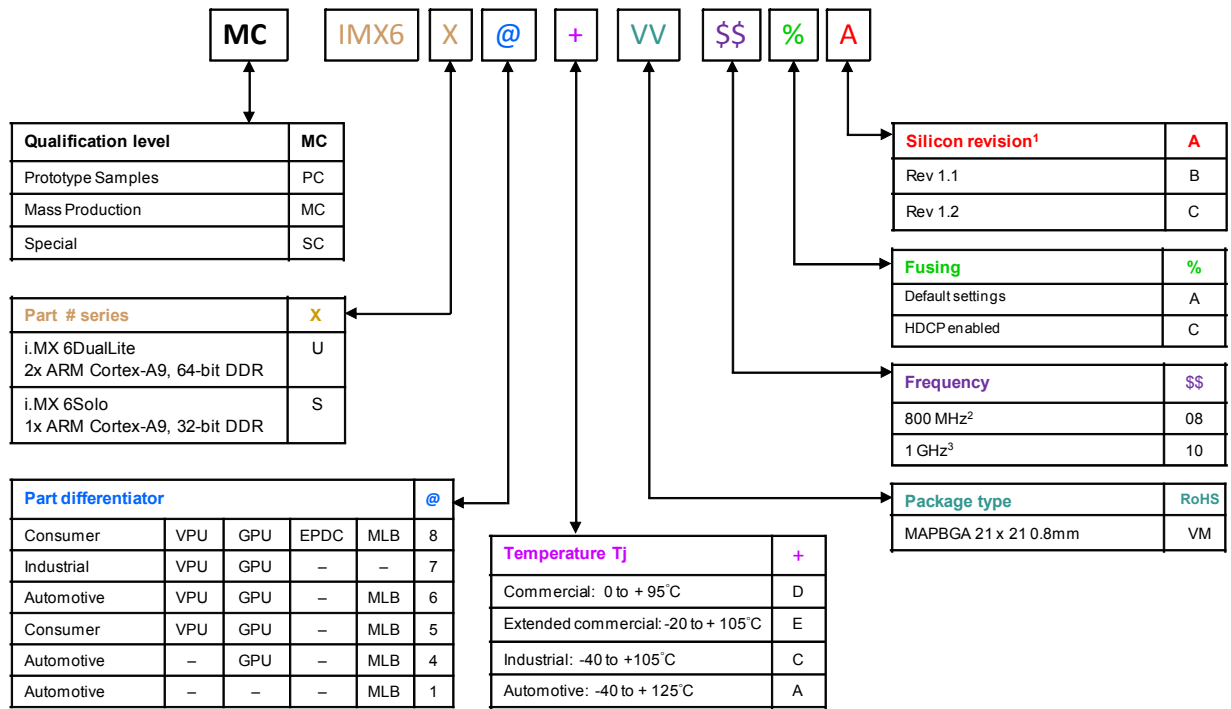 MC IMX6 X @ + VV $$ % A
Qualification level MC
Prototype Samples PC
Mass Production MC
Special SC
Part # series X
i.MX 6DualLite U
2x ARM Cortex-A9, 64-bit DDR
i.MX 6Solo S
1x ARM Cortex-A9, 32-bit DDR
Part differentiator @
Consumer VPU GPU EPDC MLB 8
Industrial VPU GPU – – 7
Automotive VPU GPU – MLB 6
Consumer VPU GPU – MLB 5
Automotive – GPU – MLB 4
Automotive – – – MLB 1
Temperature Tj +
Commercial: 0 to + 95°C D
Extended commercial: -20 to + 105°C E
Industrial: -40 to +105°C C
Automotive: -40 to + 125°C A
Silicon revision¹ A
Rev 1.1 B
Rev 1.2 C
Fusing %
Default settings A
HDCP enabled C
Frequency $$
800 MHz² 08
1 GHz³ 10
Package type RoHS
MAPBGA 21 x 21 0.8mm VM